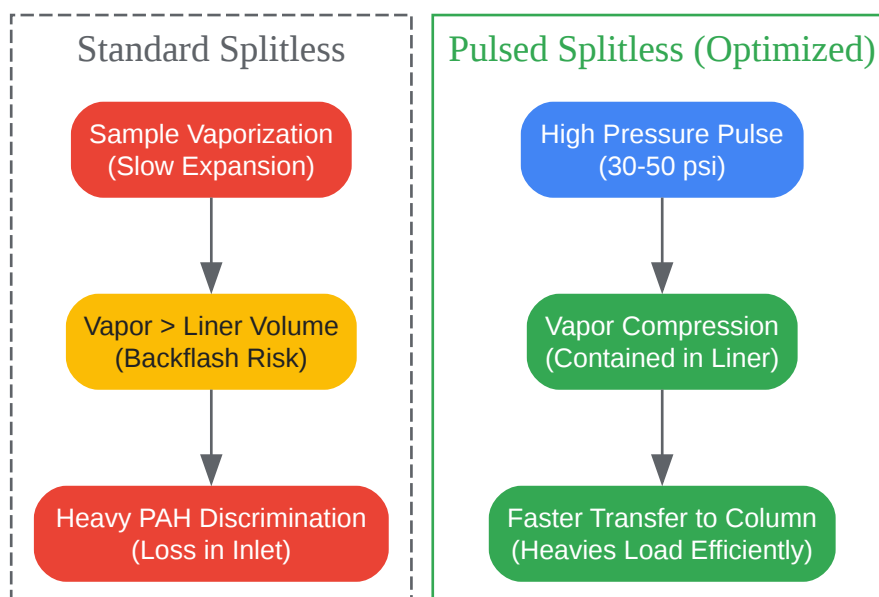 Standard Splitless
Sample Vaporization
(Slow Expansion)
Vapor > Liner Volume
(Backflash Risk)
Heavy PAH Discrimination
(Loss in Inlet)
Pulsed Splitless (Optimized)
High Pressure Pulse
(30-50 psi)
Vapor Compression
(Contained in Liner)
Faster Transfer to Column
(Heavies Load Efficiently)